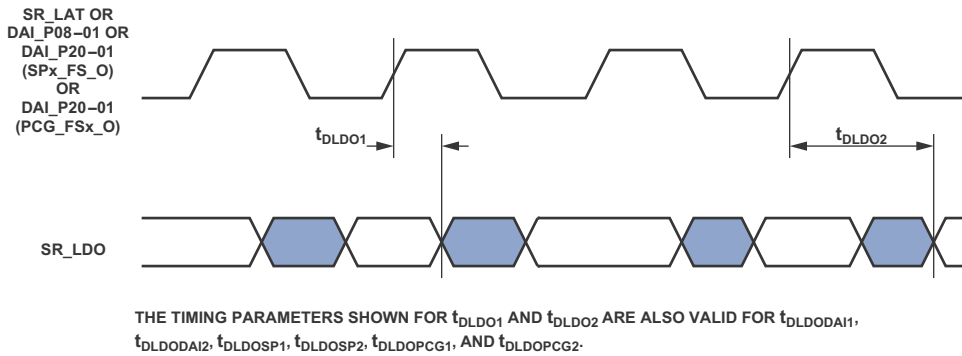 SR_LAT OR
DAI_P08–01 OR
DAI_P20–01
(SPx_FS_O)
OR
DAI_P20–01
(PCG_FSx_O)
tDLDO1
tDLDO2
SR_LDO
THE TIMING PARAMETERS SHOWN FOR tDLDO1 AND tDLDO2 ARE ALSO VALID FOR tDLDODAI1,
tDLDODAI2, tDLDOSP1, tDLDOSP2, tDLDOPCG1, AND tDLDOPCG2.